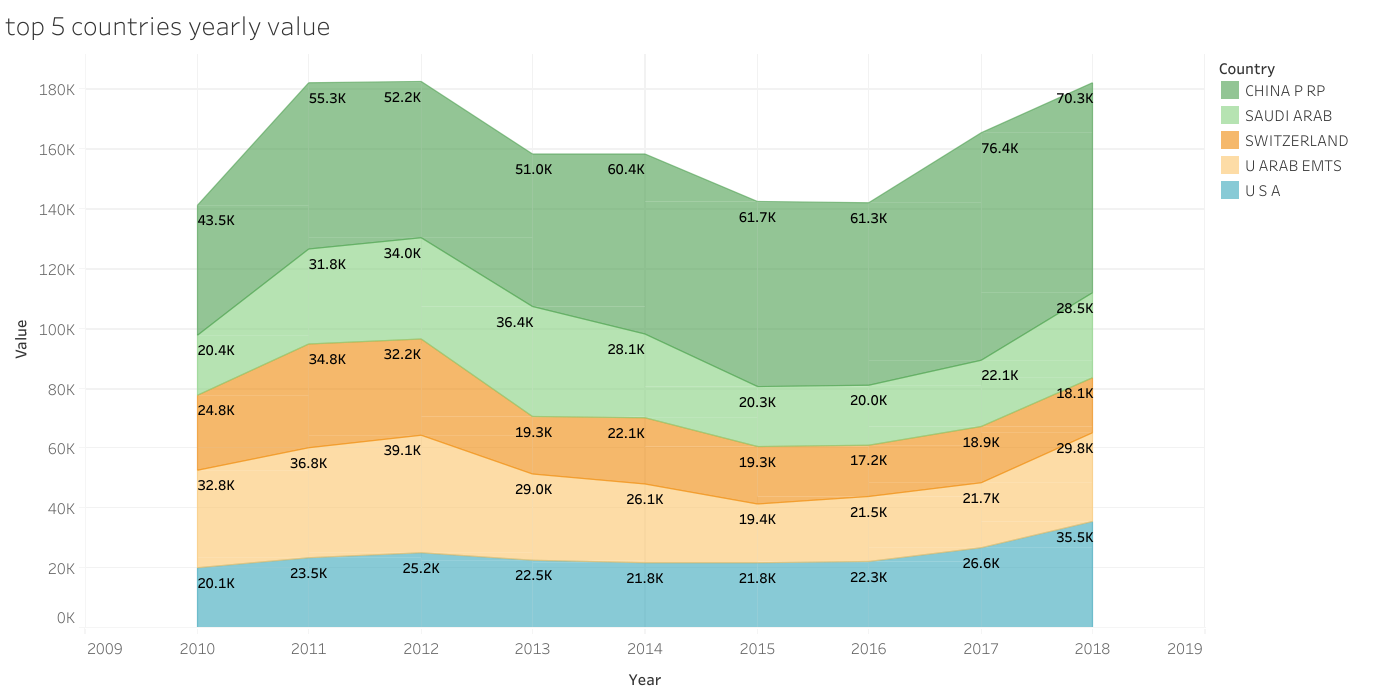 top 5 countries yearly value
Country
CHINA P RP
SAUDI ARAB
SWITZERLAND
U ARAB EMTS
U S A
Value
180K
160K
140K
120K
100K
80K
60K
40K
20K
0K
43.5K 55.3K 52.2K 51.0K 60.4K 61.7K 61.3K 76.4K 70.3K
20.4K 31.8K 34.0K 36.4K 28.1K 20.3K 20.0K 22.1K 28.5K
24.8K 34.8K 32.2K 19.3K 22.1K 19.3K 17.2K 18.9K 18.1K
32.8K 36.8K 39.1K 29.0K 26.1K 19.4K 21.5K 21.7K 29.8K
20.1K 23.5K 25.2K 22.5K 21.8K 21.8K 22.3K 26.6K 35.5K
2009 2010 2011 2012 2013 2014 2015 2016 2017 2018 2019
Year